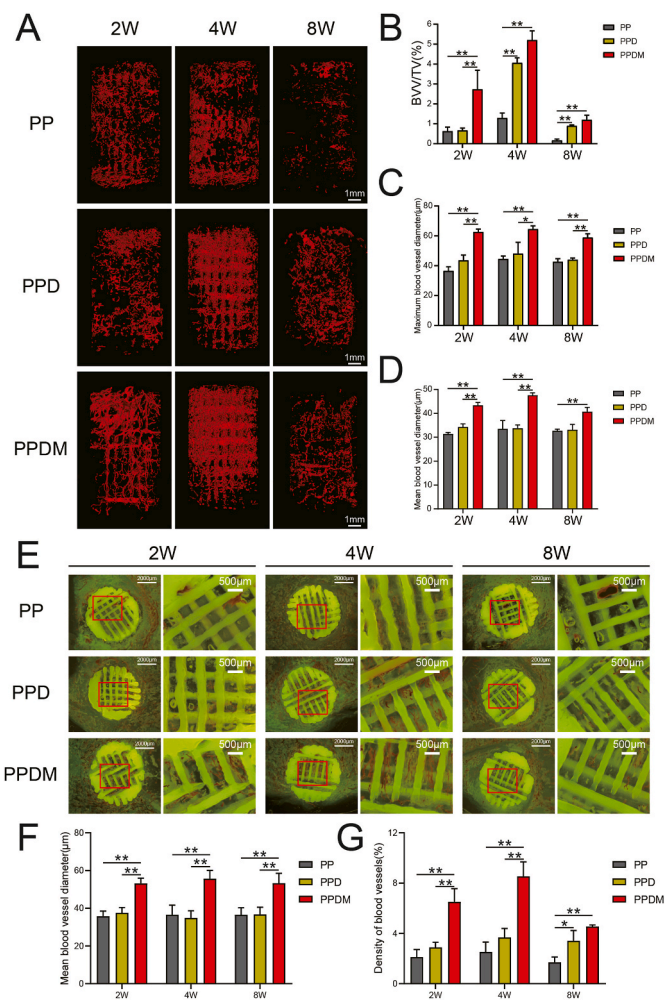 A
2W 4W 8W
PP
1mm
PPD
1mm
PPDM
1mm
B
BVV/TV(%)
6
5
4
3
2
1
0
** ** ** ** ** **
2W 4W 8W
PP
PPD
PPDM
C
Maximum blood vessel diameter(μm)
80
60
40
20
0
** ** ** * ** **
2W 4W 8W
PP
PPD
PPDM
D
Mean blood vessel diameter(μm)
50
40
30
20
10
0
** ** ** ** **
2W 4W 8W
PP
PPD
PPDM
E
2W 4W 8W
PP
2000μm 500μm 2000μm 500μm 2000μm 500μm
PPD
2000μm 500μm 2000μm 500μm 2000μm 500μm
PPDM
2000μm 500μm 2000μm 500μm 2000μm 500μm
F
Mean blood vessel diameter(μm)
80
60
40
20
0
** ** ** ** ** **
2W 4W 8W
PP
PPD
PPDM
G
Density of blood vessels(%)
12
8
4
0
** ** ** ** * **
2W 4W 8W
PP
PPD
PPDM